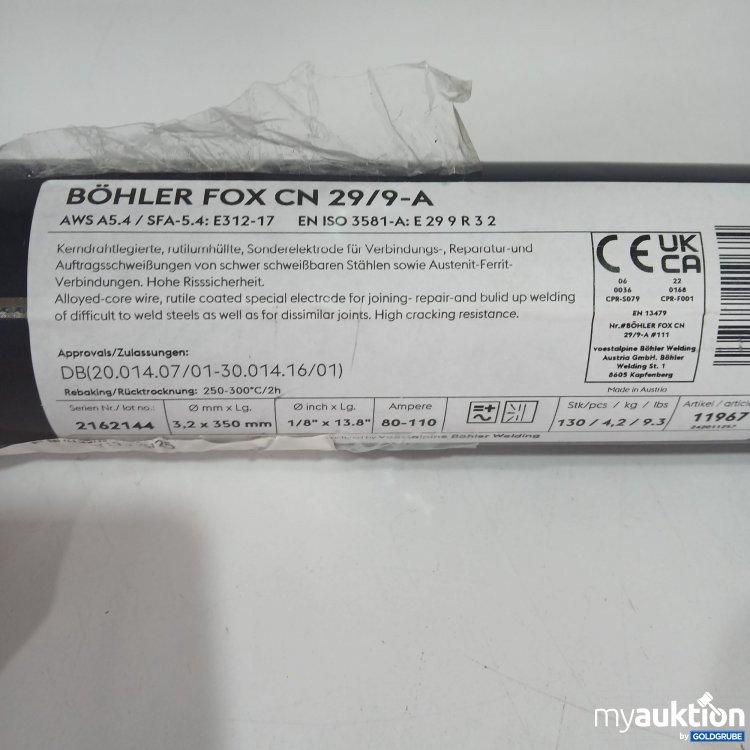 BÖHLER FOX CN 29/9-A
AWS A5.4 / SFA-5.4: E312-17 EN ISO 3581-A: E 29 9 R 3 2
Kerndrahtlegierte, rutilumhüllte, Sonderelektrode für Verbindungs-, Reparatur-und
Auftragsschweißungen von schwer schweißbaren Stählen sowie Austenit-Ferrit-
Verbindungen. Hohe Risssicherheit.
Alloyed-core wire, rutile coated special electrode for joining- repair-and bulid up welding
of difficult to weld steels as well as for dissimilar joints. High cracking resistance.
Approvals/Zulassungen:
DB(20.014.07/01-30.014.16/01)
Rebaking/Rücktrocknung: 250-300°C/2h
CE UK CA
06 22
0036 0168
CPR-S079 CPR-F001
EN 13479
Nr.#BÖHLER FOX CN
29/9-A #111
voestalpine Böhler Welding
Austria GmbH. Böhler
Welding St. 1
8605 Kapfenberg
Made in Austria
Serien Nr./ lot no.: Ø mm x Lg. Ø inch x Lg. Ampere Stk/pcs / kg / lbs Artikel / article
2162144 3,2 x 350 mm 1/8" x 13.8" 80-110 130 / 4,2 / 9.3 11967
by voestalpine Böhler Welding
myauktion
by GOLDGRUBE